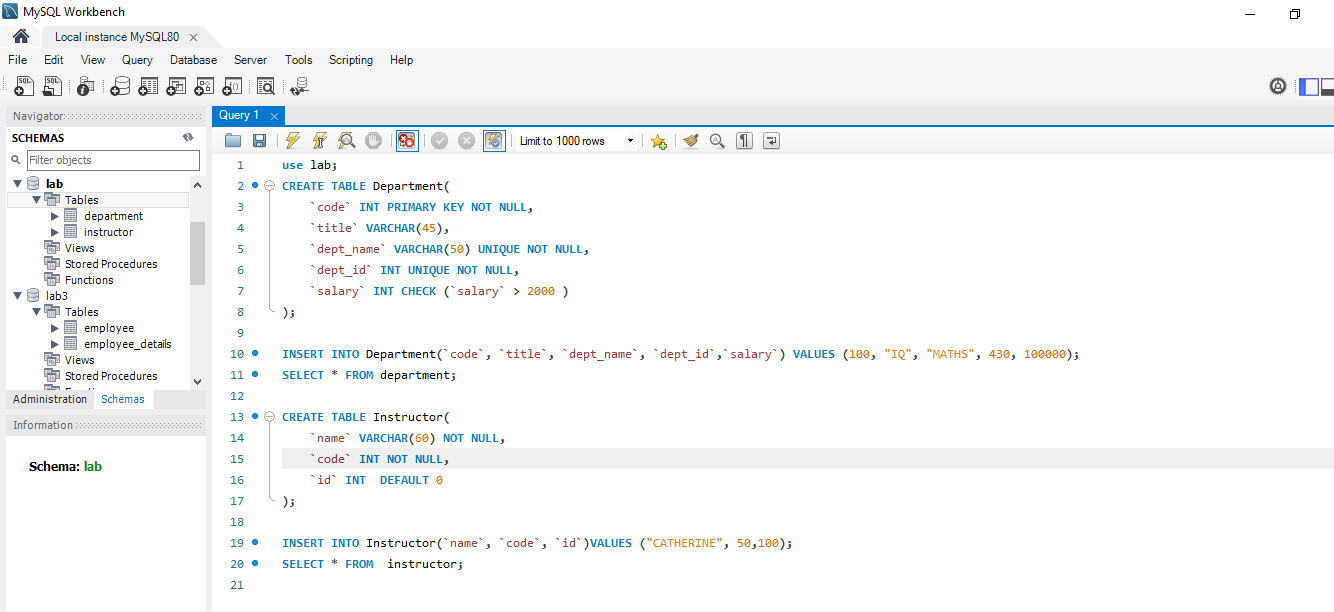 MySQL Workbench
Local instance MySQL80
File Edit View Query Database Server Tools Scripting Help
Navigator
SCHEMAS
Filter objects
lab
Tables
department
instructor
Views
Stored Procedures
Functions
lab3
Tables
employee
employee_details
Views
Stored Procedures
Administration Schemas
Information
Schema: lab
Query 1
Limit to 1000 rows
1 use lab;
2 CREATE TABLE Department(
3 `code` INT PRIMARY KEY NOT NULL,
4 `title` VARCHAR(45),
5 `dept_name` VARCHAR(50) UNIQUE NOT NULL,
6 `dept_id` INT UNIQUE NOT NULL,
7 `salary` INT CHECK (`salary` > 2000 )
8 );
9
10 INSERT INTO Department(`code`, `title`, `dept_name`, `dept_id`,`salary`) VALUES (100, "IQ", "MATHS", 430, 100000);
11 SELECT * FROM department;
12
13 CREATE TABLE Instructor(
14 `name` VARCHAR(60) NOT NULL,
15 `code` INT NOT NULL,
16 `id` INT  DEFAULT 0
17 );
18
19 INSERT INTO Instructor(`name`, `code`, `id`)VALUES ("CATHERINE", 50,100);
20 SELECT * FROM  instructor;
21